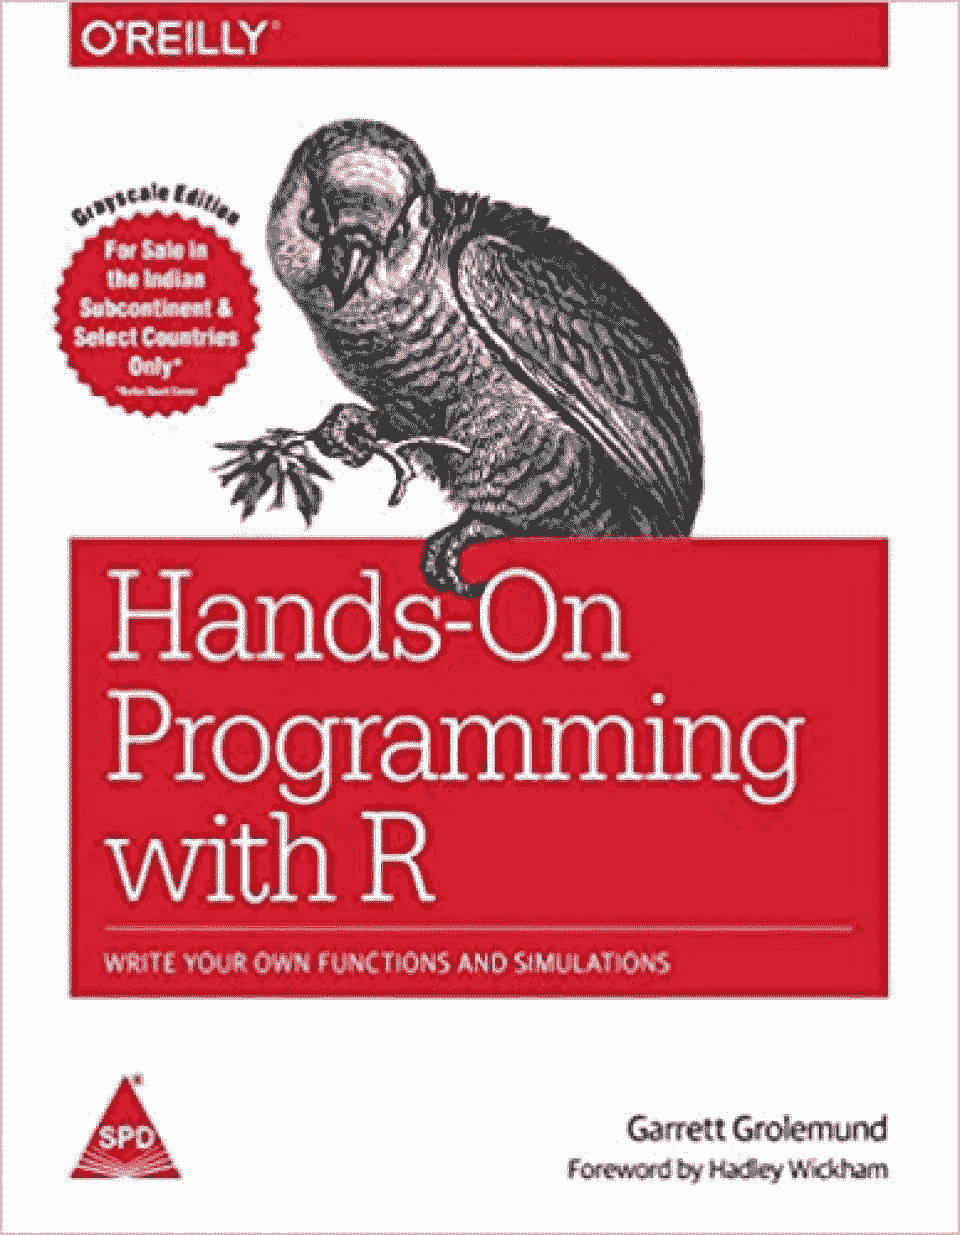 O'REILLY®
Grayscale Edition
For Sale in
the Indian
Subcontinent &
Select Countries
Only*
Hands-On
Programming
with R
WRITE YOUR OWN FUNCTIONS AND SIMULATIONS
SPD
Garrett Grolemund
Foreword by Hadley Wickham